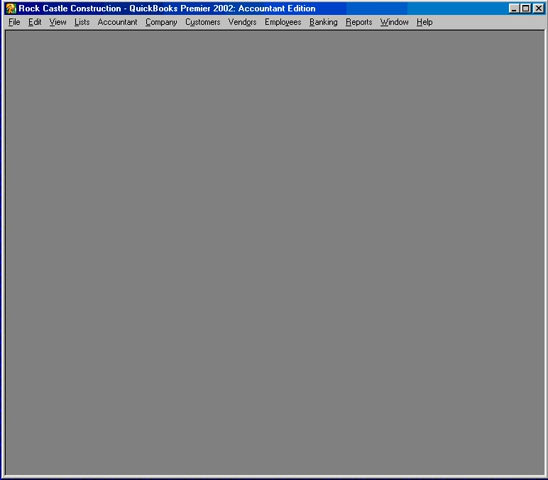 Rock Castle Construction - QuickBooks Premier 2002: Accountant Edition
File Edit View Lists Accountant Company Customers Vendors Employees Banking Reports Window Help